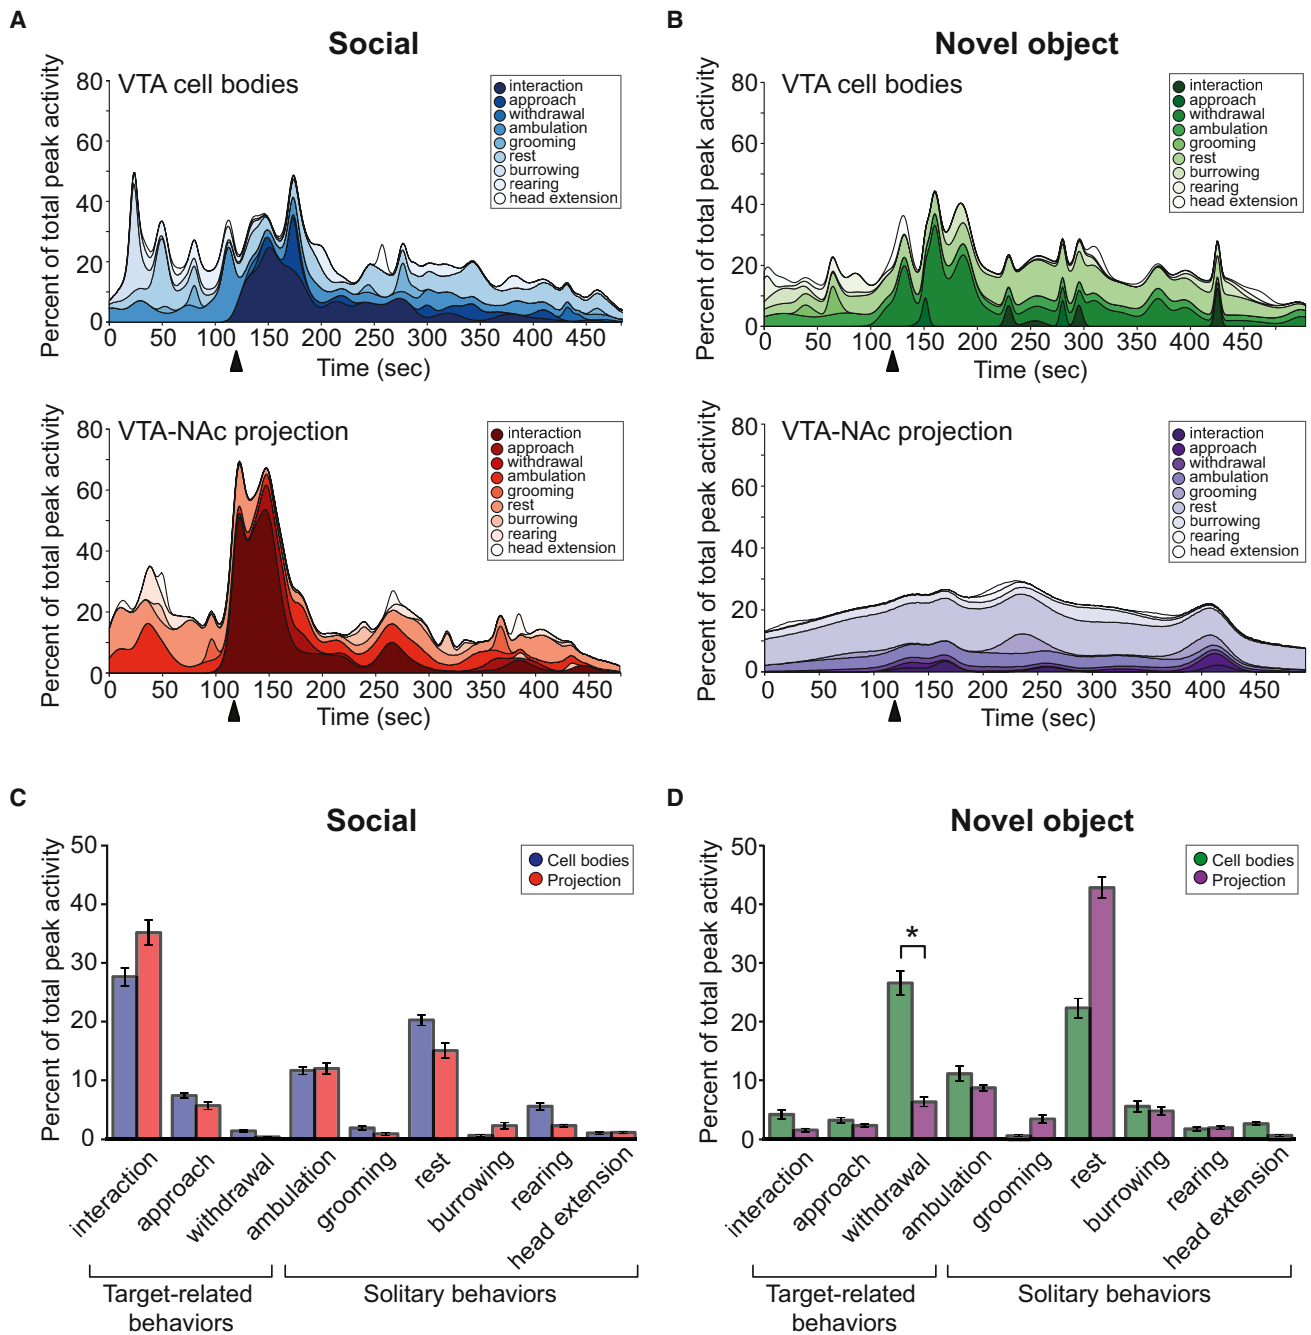 A
Social
VTA cell bodies
Percent of total peak activity
80
60
40
20
0
interaction
approach
withdrawal
ambulation
grooming
rest
burrowing
rearing
head extension
0 50 100 150 200 250 300 350 400 450
Time (sec)
B
Novel object
VTA cell bodies
Percent of total peak activity
80
60
40
20
0
interaction
approach
withdrawal
ambulation
grooming
rest
burrowing
rearing
head extension
0 50 100 150 200 250 300 350 400 450
Time (sec)
VTA-NAc projection
Percent of total peak activity
80
60
40
20
0
interaction
approach
withdrawal
ambulation
grooming
rest
burrowing
rearing
head extension
0 50 100 150 200 250 300 350 400 450
Time (sec)
VTA-NAc projection
Percent of total peak activity
80
60
40
20
0
interaction
approach
withdrawal
ambulation
grooming
rest
burrowing
rearing
head extension
0 50 100 150 200 250 300 350 400 450
Time (sec)
C
Social
Percent of total peak activity
50
40
30
20
10
0
Cell bodies
Projection
interaction
approach
withdrawal
ambulation
grooming
rest
burrowing
rearing
head extension
Target-related
behaviors
Solitary behaviors
D
Novel object
Percent of total peak activity
50
40
30
20
10
0
Cell bodies
Projection
*
interaction
approach
withdrawal
ambulation
grooming
rest
burrowing
rearing
head extension
Target-related
behaviors
Solitary behaviors